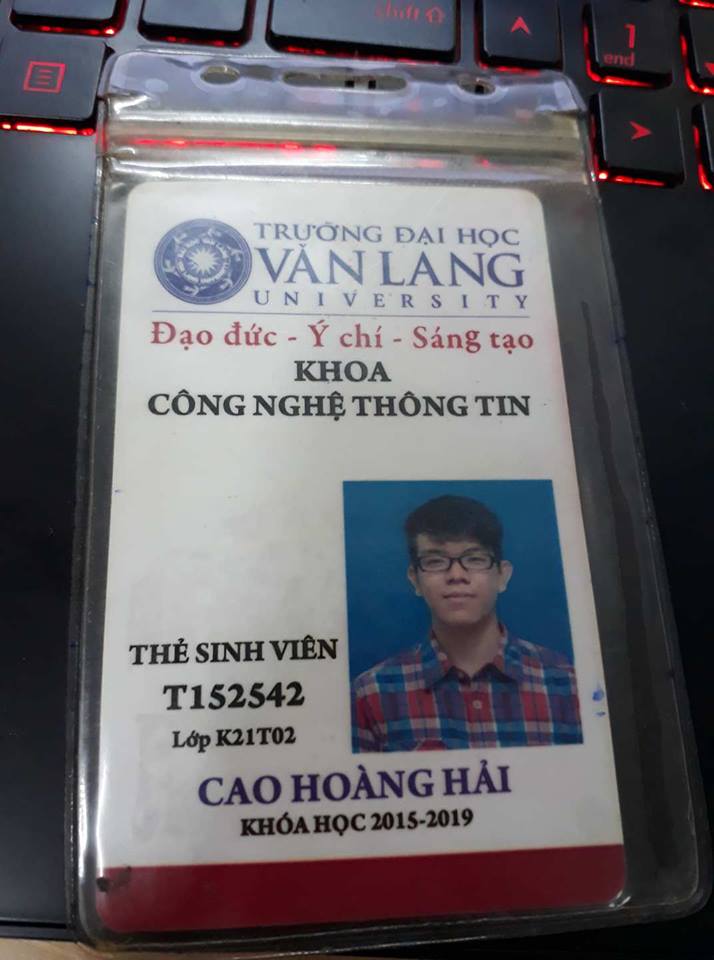 shift
1
end
TRƯỜNG ĐẠI HỌC
VĂN LANG
UNIVERSITY
Đạo đức - Ý chí - Sáng tạo
KHOA
CÔNG NGHỆ THÔNG TIN
THẺ SINH VIÊN
T152542
Lớp K21T02
CAO HOÀNG HẢI
KHÓA HỌC 2015-2019